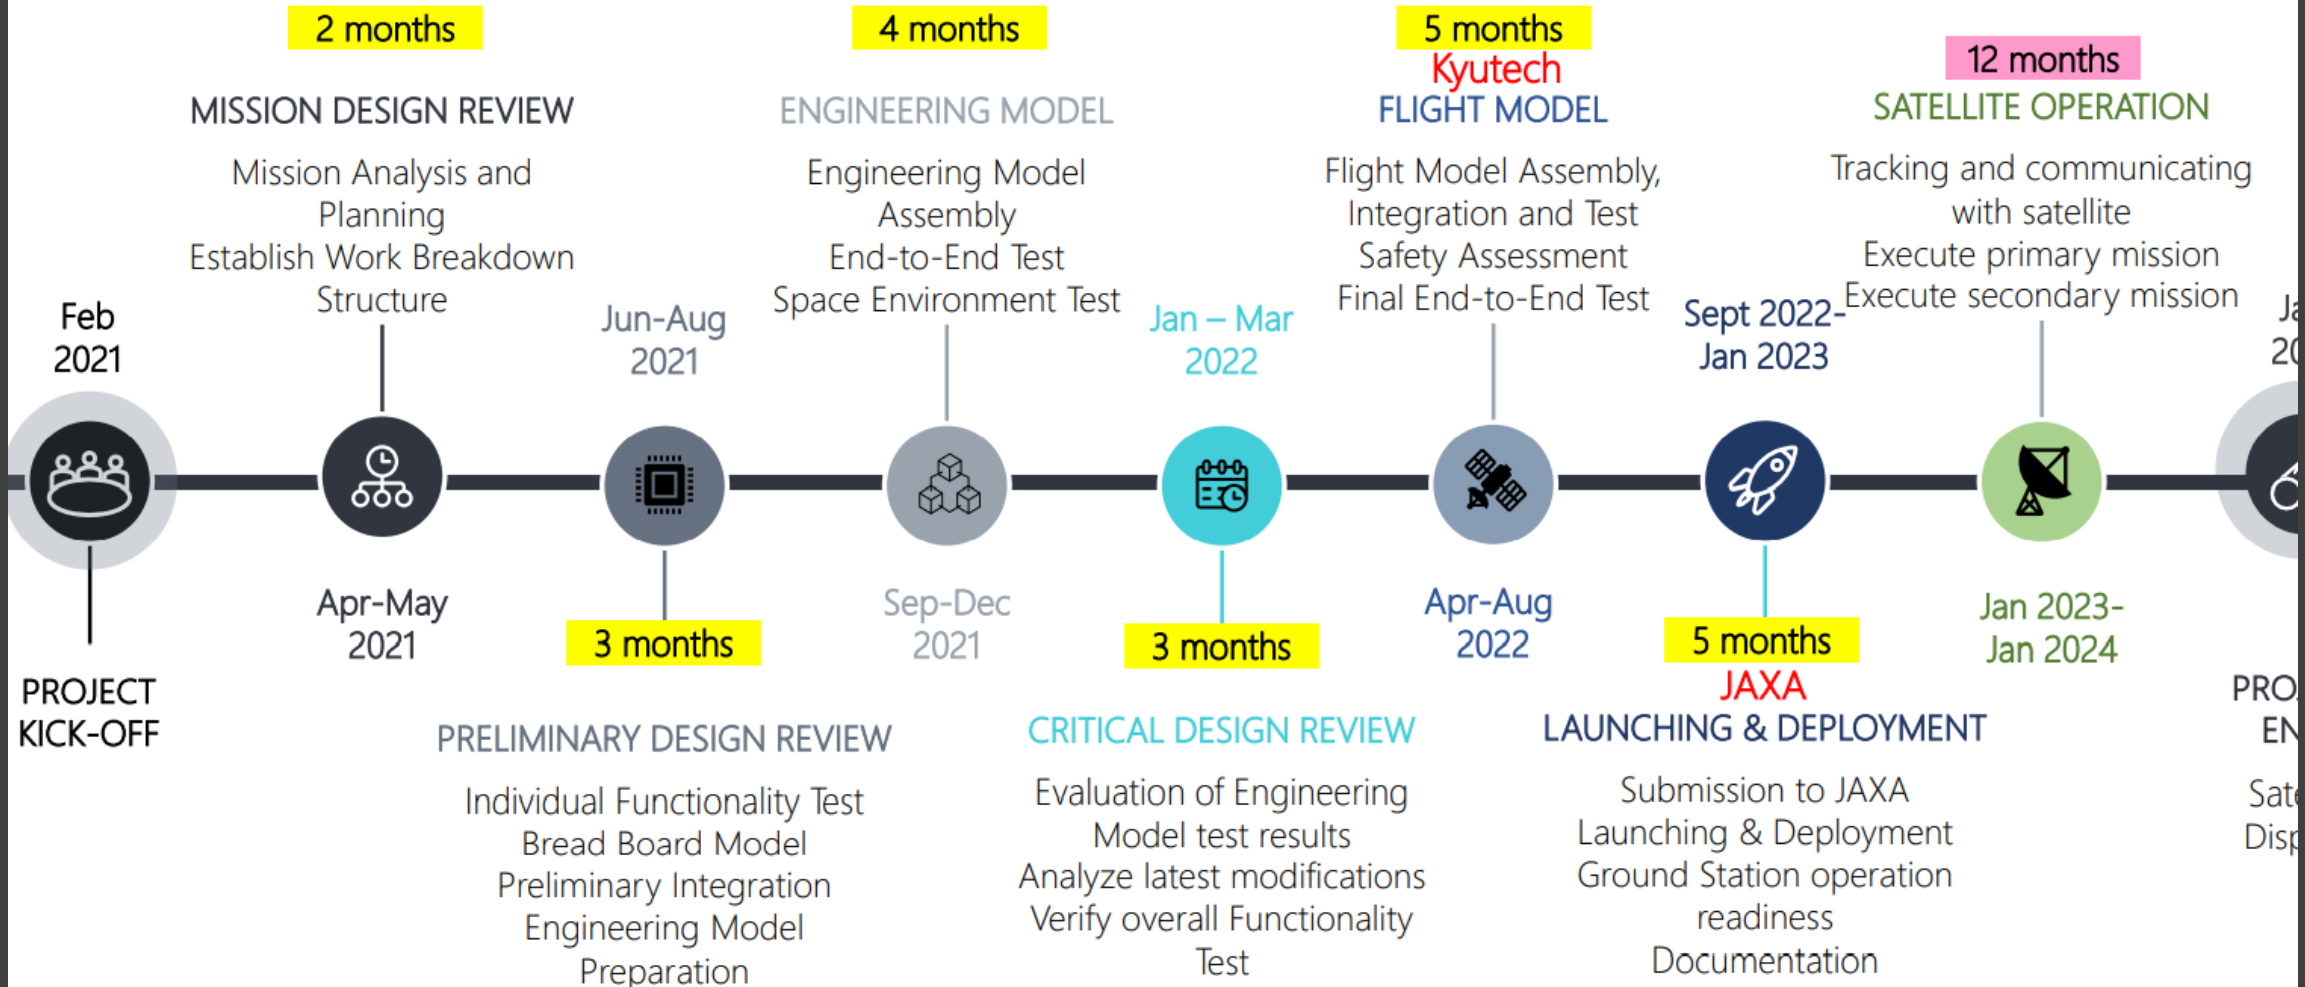 Feb
2021
PROJECT
KICK-OFF
2 months
MISSION DESIGN REVIEW
Mission Analysis and
Planning
Establish Work Breakdown
Structure
Apr-May
2021
Jun-Aug
2021
3 months
PRELIMINARY DESIGN REVIEW
Individual Functionality Test
Bread Board Model
Preliminary Integration
Engineering Model
Preparation
4 months
ENGINEERING MODEL
Engineering Model
Assembly
End-to-End Test
Space Environment Test
Sep-Dec
2021
Jan – Mar
2022
3 months
CRITICAL DESIGN REVIEW
Evaluation of Engineering
Model test results
Analyze latest modifications
Verify overall Functionality
Test
5 months
Kyutech
FLIGHT MODEL
Flight Model Assembly,
Integration and Test
Safety Assessment
Final End-to-End Test
Apr-Aug
2022
Sept 2022-
Jan 2023
5 months
JAXA
LAUNCHING & DEPLOYMENT
Submission to JAXA
Launching & Deployment
Ground Station operation
readiness
Documentation
12 months
SATELLITE OPERATION
Tracking and communicating
with satellite
Execute primary mission
Execute secondary mission
Jan 2023-
Jan 2024